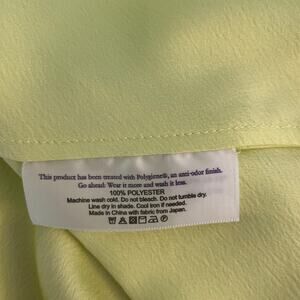 This product has been treated with Polygiene®, an anti-odor finish.
Go ahead: Wear it more and wash it less.
100% POLYESTER
Machine wash cold. Do not bleach. Do not tumble dry.
Line dry in shade. Cool iron if needed.
Made in China with fabric from Japan.